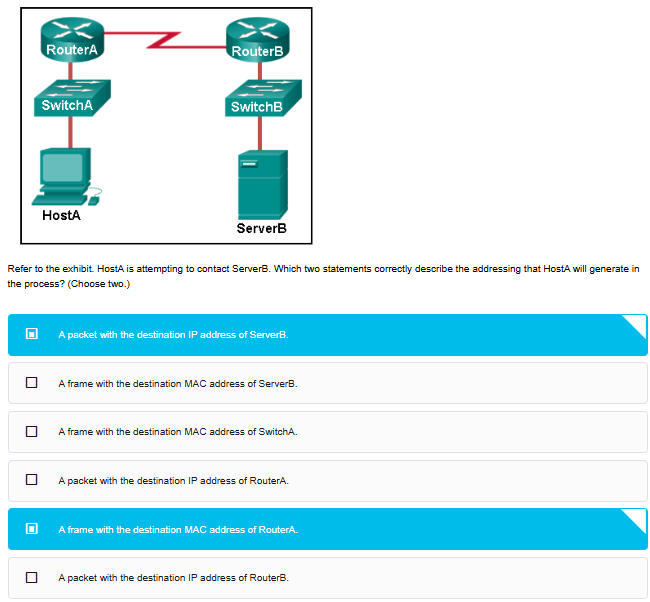 RouterA
RouterB
SwitchA
SwitchB
HostA
ServerB
Refer to the exhibit. HostA is attempting to contact ServerB. Which two statements correctly describe the addressing that HostA will generate in
the process? (Choose two.)
A packet with the destination IP address of ServerB.
A frame with the destination MAC address of ServerB.
A frame with the destination MAC address of SwitchA.
A packet with the destination IP address of RouterA.
A frame with the destination MAC address of RouterA.
A packet with the destination IP address of RouterB.